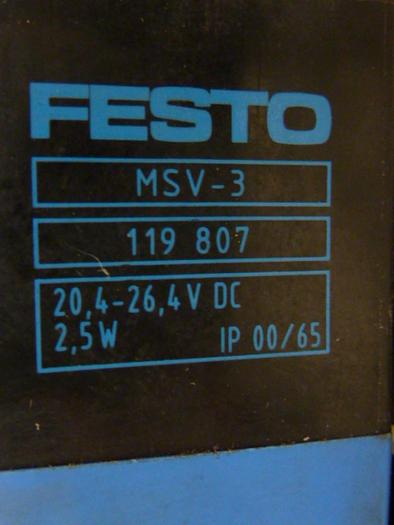 FESTO
MSV-3
119 807
20,4-26,4V DC
2,5W IP 00/65